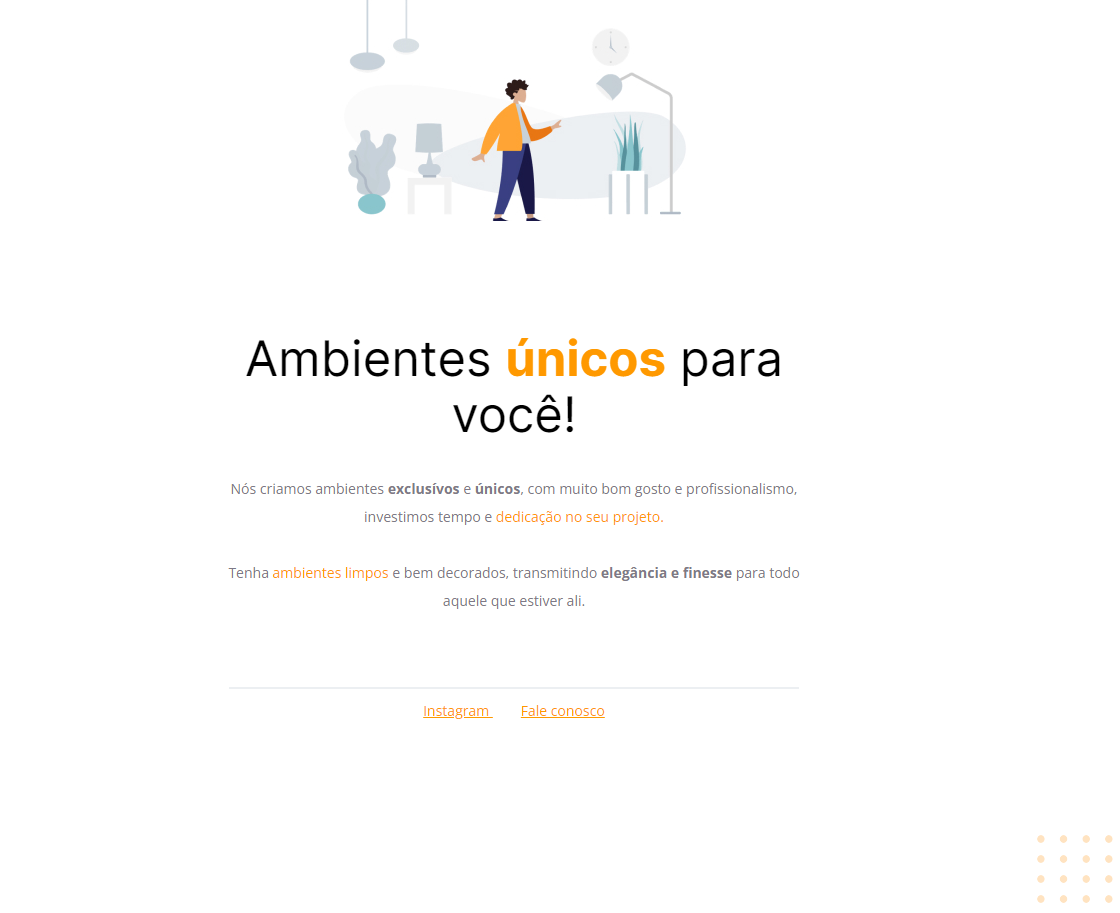 Ambientes únicos para
você!
Nós criamos ambientes exclusívos e únicos, com muito bom gosto e profissionalismo,
investimos tempo e dedicação no seu projeto.
Tenha ambientes limpos e bem decorados, transmitindo elegância e finesse para todo
aquele que estiver ali.
Instagram Fale conosco